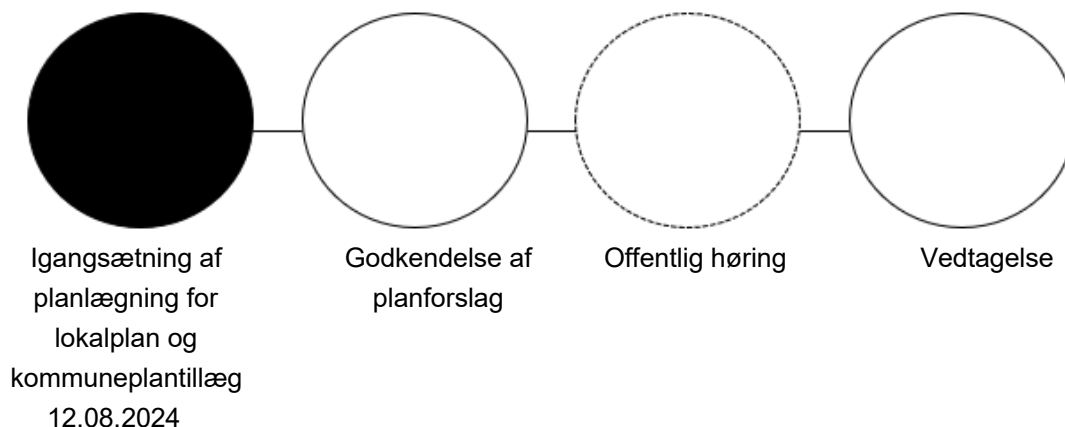 Igangsætning af
planlægning for
lokalplan og
kommuneplantillæg
12.08.2024
Godkendelse af
planforslag
Offentlig høring
Vedtagelse